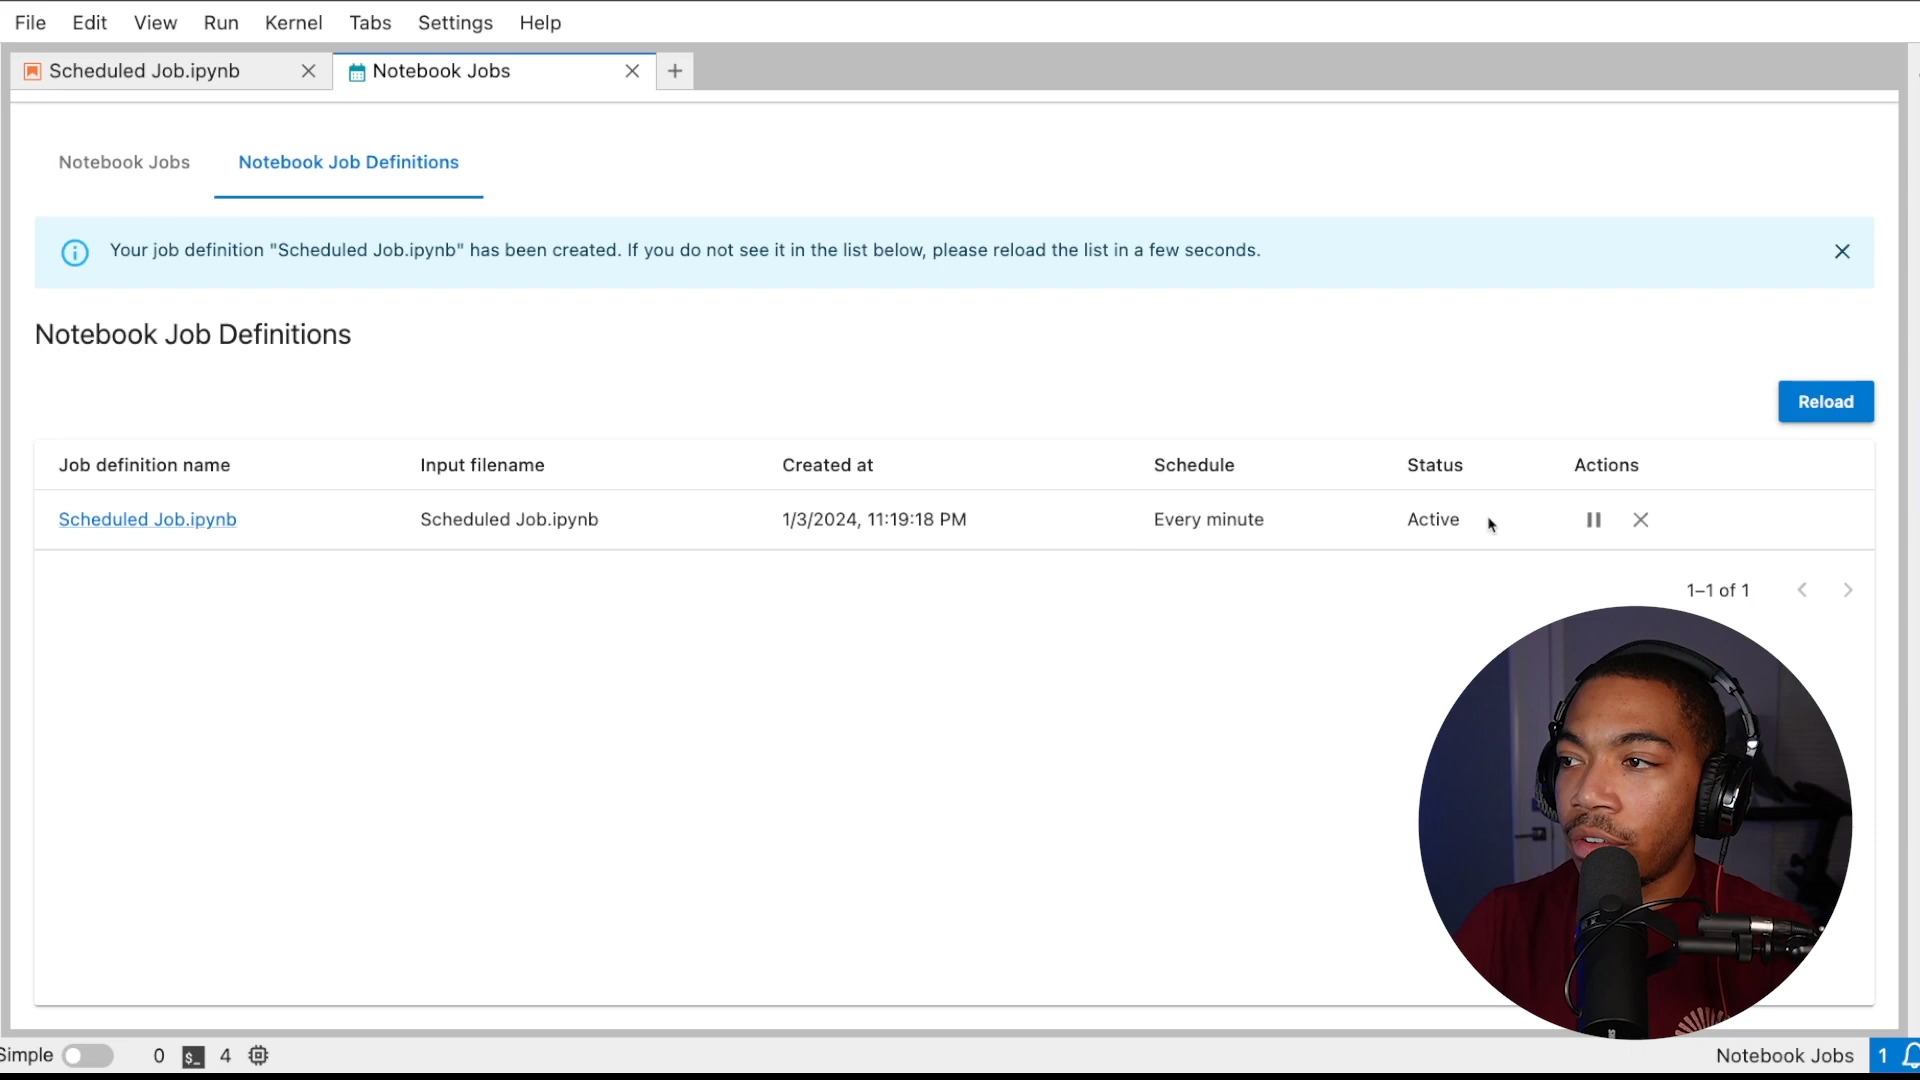 File Edit View Run Kernel Tabs Settings Help
Scheduled Job.ipynb
Notebook Jobs
Notebook Jobs
Notebook Job Definitions
Your job definition "Scheduled Job.ipynb" has been created. If you do not see it in the list below, please reload the list in a few seconds.
Notebook Job Definitions
Reload
Job definition name Input filename Created at Schedule Status Actions
Scheduled Job.ipynb Scheduled Job.ipynb 1/3/2024, 11:19:18 PM Every minute Active
1–1 of 1
Simple 0 $_ 4 Notebook Jobs 1